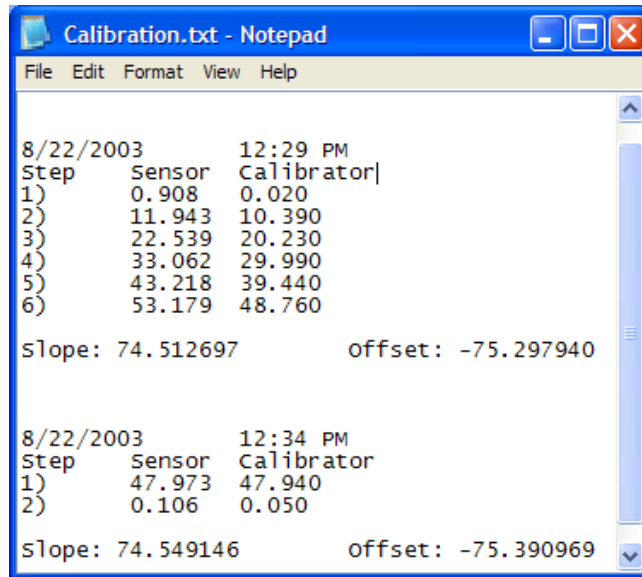 Calibration.txt - Notepad
File Edit Format View Help
8/22/2003 12:29 PM
Step Sensor Calibrator
1) 0.908 0.020
2) 11.943 10.390
3) 22.539 20.230
4) 33.062 29.990
5) 43.218 39.440
6) 53.179 48.760
Slope: 74.512697 Offset: -75.297940
8/22/2003 12:34 PM
Step Sensor Calibrator
1) 47.973 47.940
2) 0.106 0.050
Slope: 74.549146 Offset: -75.390969